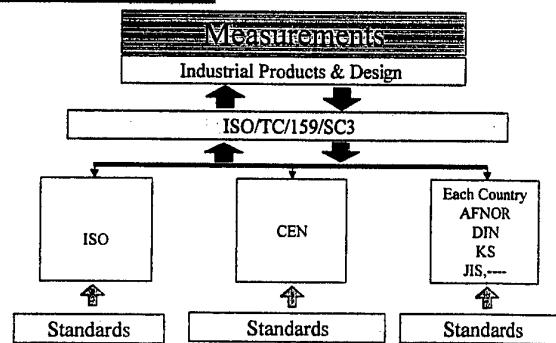 Measurements
Industrial Products & Design
ISO/TC/159/SC3
ISO
CEN
Each Country
AFNOR
DIN
KS
JIS,----
Standards
Standards
Standards